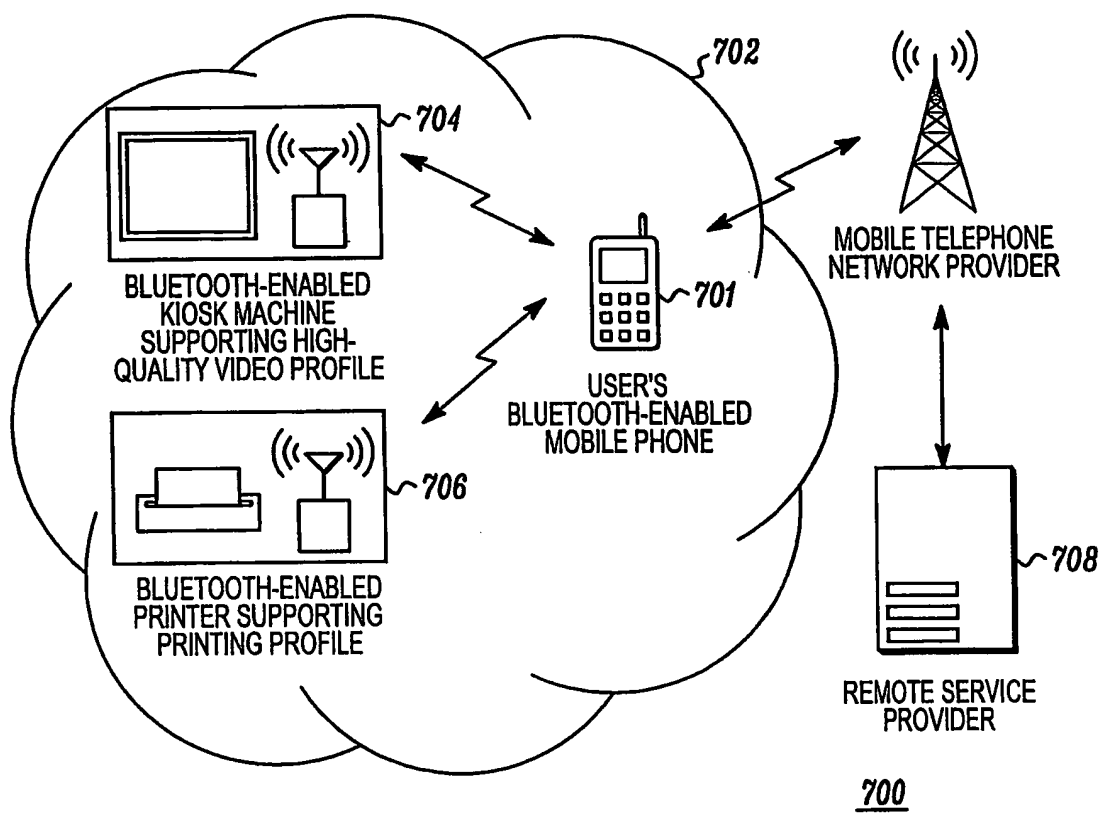 702
704
BLUETOOTH-ENABLED
KIOSK MACHINE
SUPPORTING HIGH-
QUALITY VIDEO PROFILE
701
USER'S
BLUETOOTH-ENABLED
MOBILE PHONE
MOBILE TELEPHONE
NETWORK PROVIDER
706
BLUETOOTH-ENABLED
PRINTER SUPPORTING
PRINTING PROFILE
708
REMOTE SERVICE
PROVIDER
700